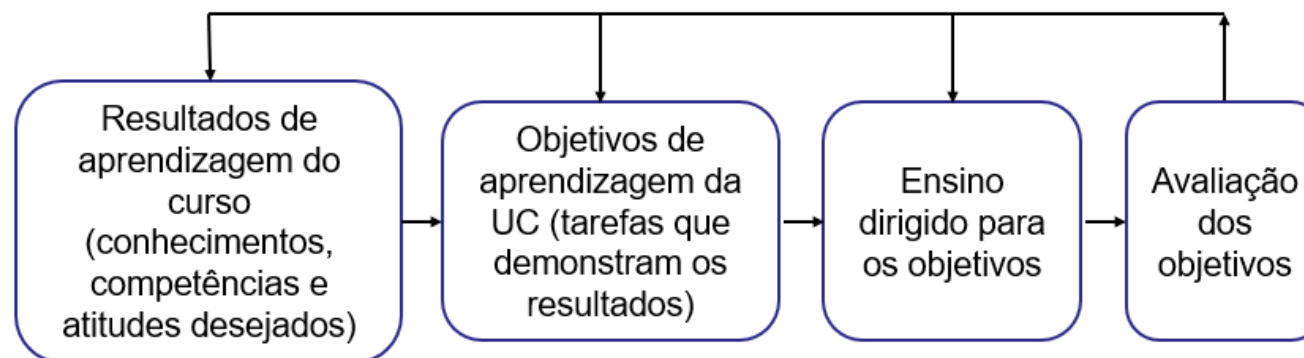 Resultados de
aprendizagem do
curso
(conhecimentos,
competências e
atitudes desejados)
Objetivos de
aprendizagem da
UC (tarefas que
demonstram os
resultados)
Ensino
dirigido para
os objetivos
Avaliação
dos
objetivos